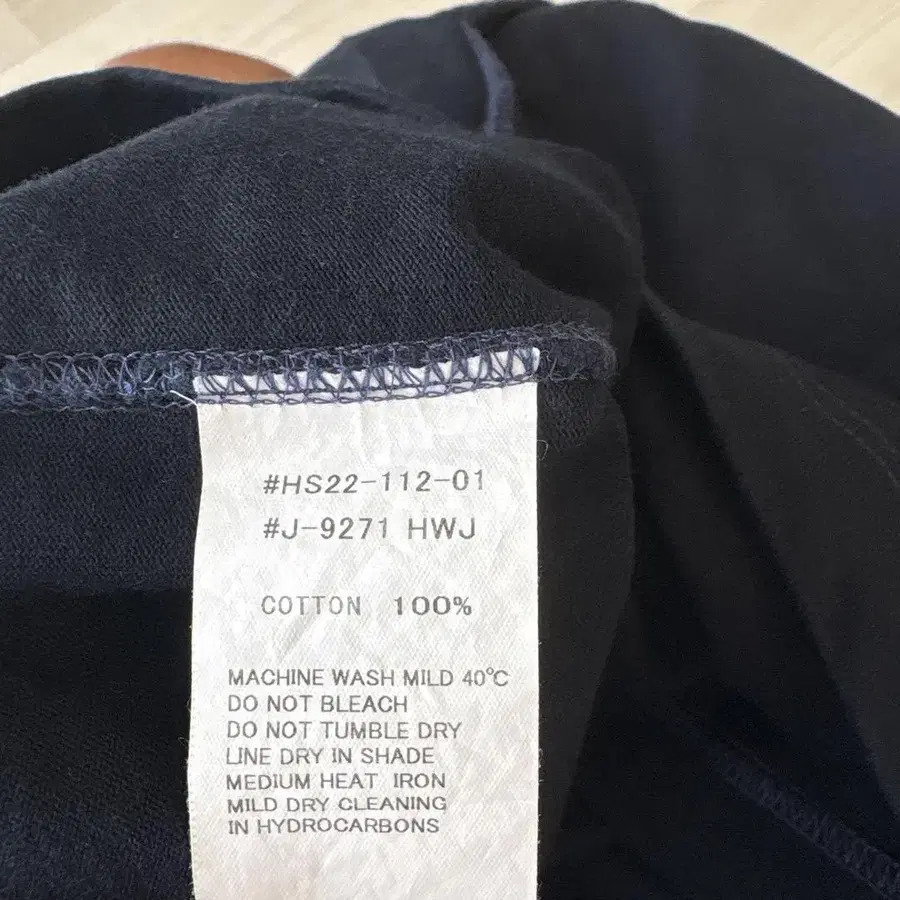 #HS22-112-01
#J-9271 HWJ
COTTON 100%
MACHINE WASH MILD 40°C
DO NOT BLEACH
DO NOT TUMBLE DRY
LINE DRY IN SHADE
MEDIUM HEAT IRON
MILD DRY CLEANING
IN HYDROCARBONS